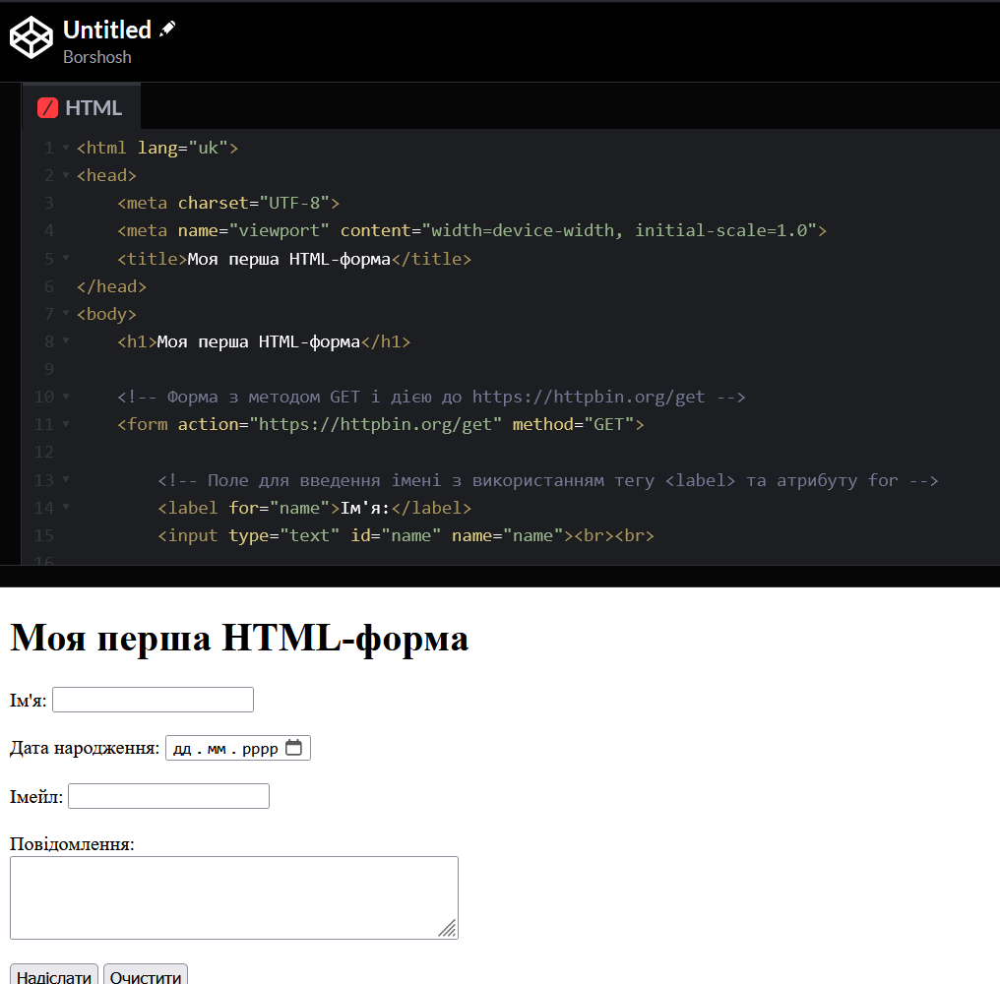 Untitled
Borshosh
HTML
1 <html lang="uk">
2 <head>
3 <meta charset="UTF-8">
4 <meta name="viewport" content="width=device-width, initial-scale=1.0">
5 <title>Моя перша HTML-форма</title>
6 </head>
7 <body>
8 <h1>Моя перша HTML-форма</h1>
9
10 <!-- Форма з методом GET і дією до https://httpbin.org/get -->
11 <form action="https://httpbin.org/get" method="GET">
12
13 <!-- Поле для введення імені з використанням тегу <label> та атрибуту for -->
14 <label for="name">Ім'я:</label>
15 <input type="text" id="name" name="name"><br><br>
16
Моя перша HTML-форма
Ім'я:
Дата народження: дд . мм . рррр
Імейл:
Повідомлення:
Надіслати Очистити